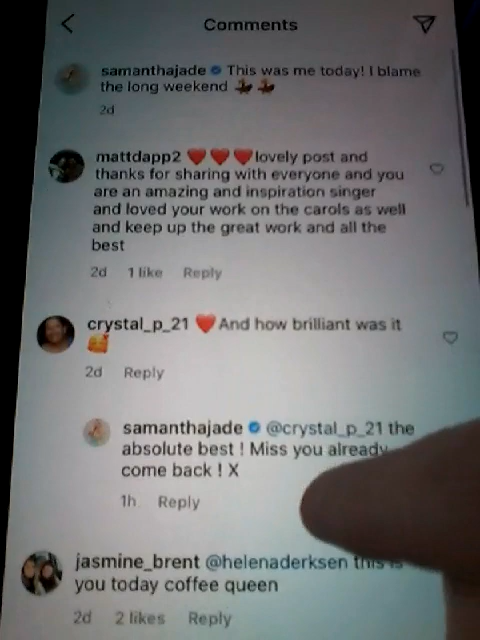 Comments
samanthajade This was me today! I blame
the long weekend
2d
mattdapp2 ❤️❤️❤️lovely post and
thanks for sharing with everyone and you
are an amazing and inspiration singer
and loved your work on the carols as well
and keep up the great work and all the
best
2d 1 like Reply
crystal_p_21 ❤️And how brilliant was it
🥰
2d Reply
samanthajade @crystal_p_21 the
absolute best ! Miss you already
come back ! X
1h Reply
jasmine_brent @helenaderksen this is
you today coffee queen
2d 2 likes Reply